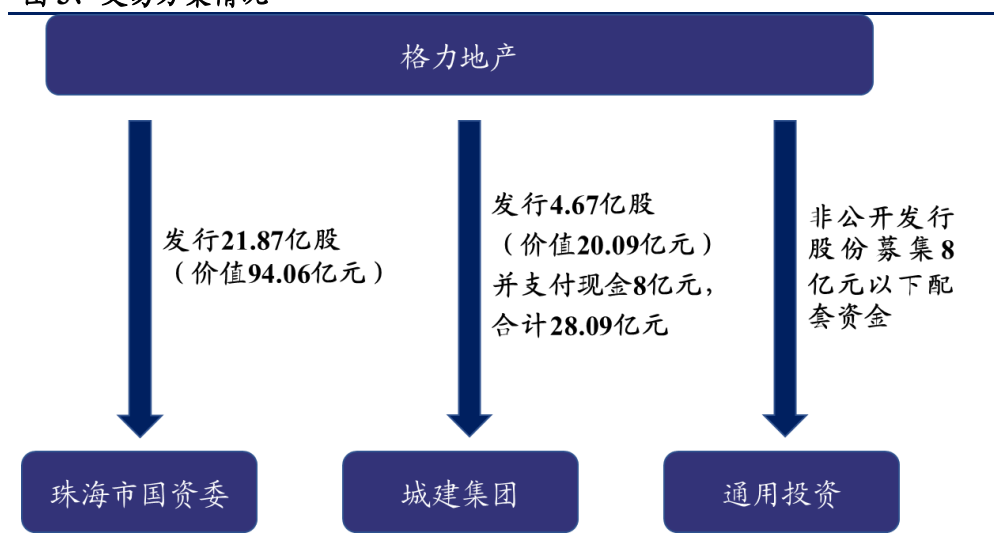 格力地产
发行21.87亿股
（价值94.06亿元）
发行4.67亿股
（价值20.09亿元）
并支付现金8亿元，
合计28.09亿元
非公开发行
股份募集8
亿元以下配
套资金
珠海市国资委
城建集团
通用投资